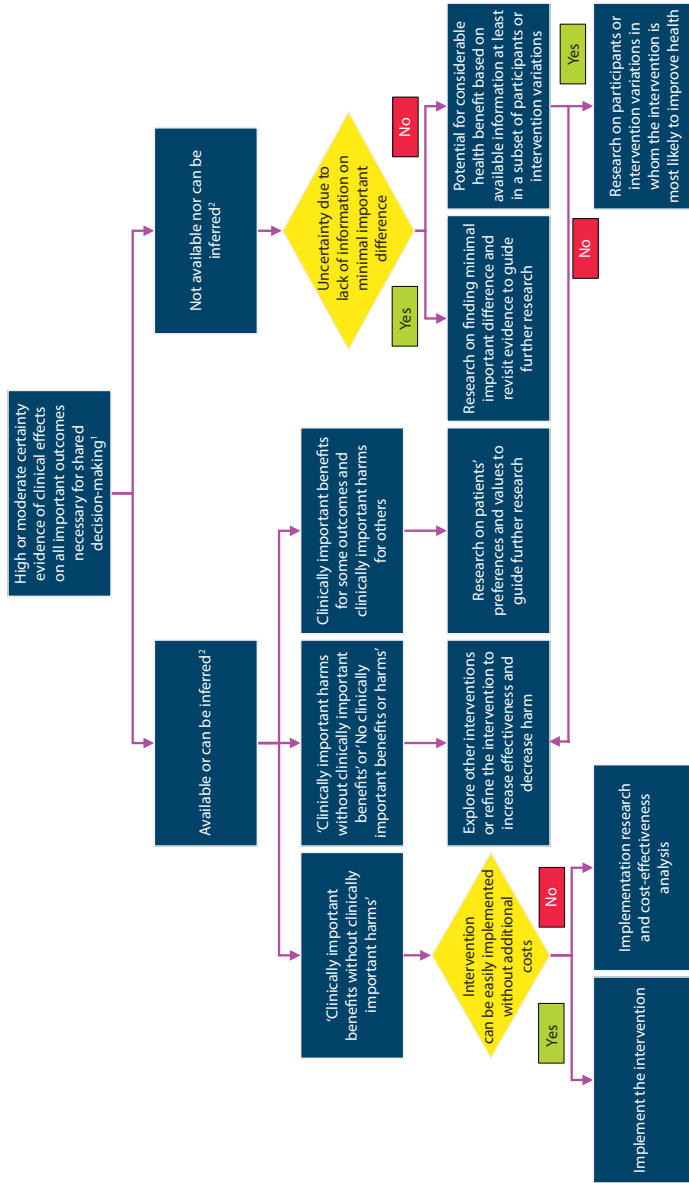 High or moderate certainty
evidence of clinical effects
on all important outcomes
necessary for shared
decision-making¹
Available or can be inferred²
Not available nor can be
inferred²
'Clinically important
benefits without clinically
important harms'
'Clinically important harms
without clinically important
benefits' or 'No clinically
important benefits or harms'
Clinically important benefits
for some outcomes and
clinically important harms
for others
Uncertainty due to
lack of information on
minimal important
difference
Yes
No
Intervention
can be easily implemented
without additional
costs
Explore other interventions
or refine the intervention to
increase effectiveness and
decrease harm
Research on patients'
preferences and values to
guide further research
Research on finding minimal
important difference and
revisit evidence to guide
further research
Potential for considerable
health benefit based on
available information at least
in a subset of participants or
intervention variations
Yes
No
No
Yes
Implement the intervention
Implementation research
and cost-effectiveness
analysis
Research on participants or
intervention variations in
whom the intervention is
most likely to improve health